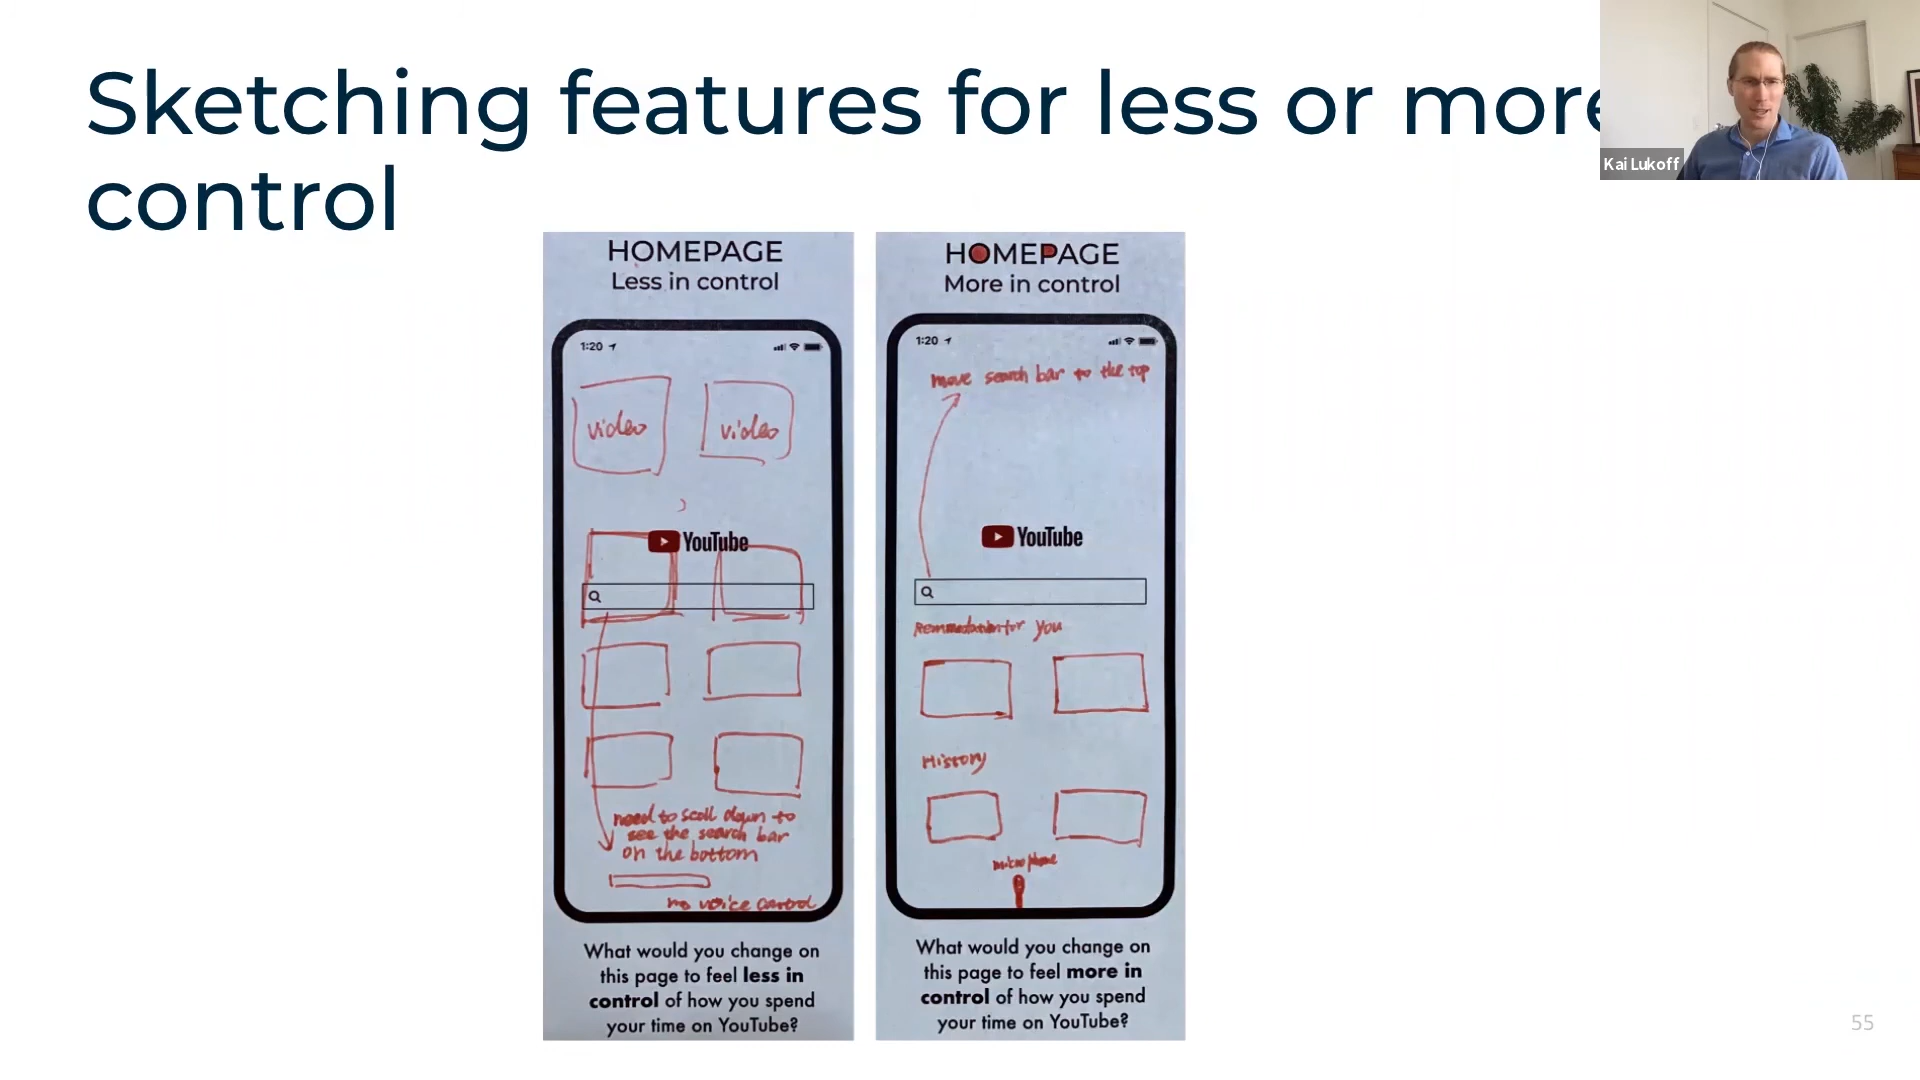 Sketching features for less or more
control
Kai Lukoff
HOMEPAGE
Less in control
1:20
video video
YouTube
need to scoll down to
see the search bar
on the bottom
no voice control
What would you change on
this page to feel less in
control of how you spend
your time on YouTube?
HOMEPAGE
More in control
1:20
move search bar to the top
YouTube
for you
History
microphone
What would you change on
this page to feel more in
control of how you spend
your time on YouTube?
55